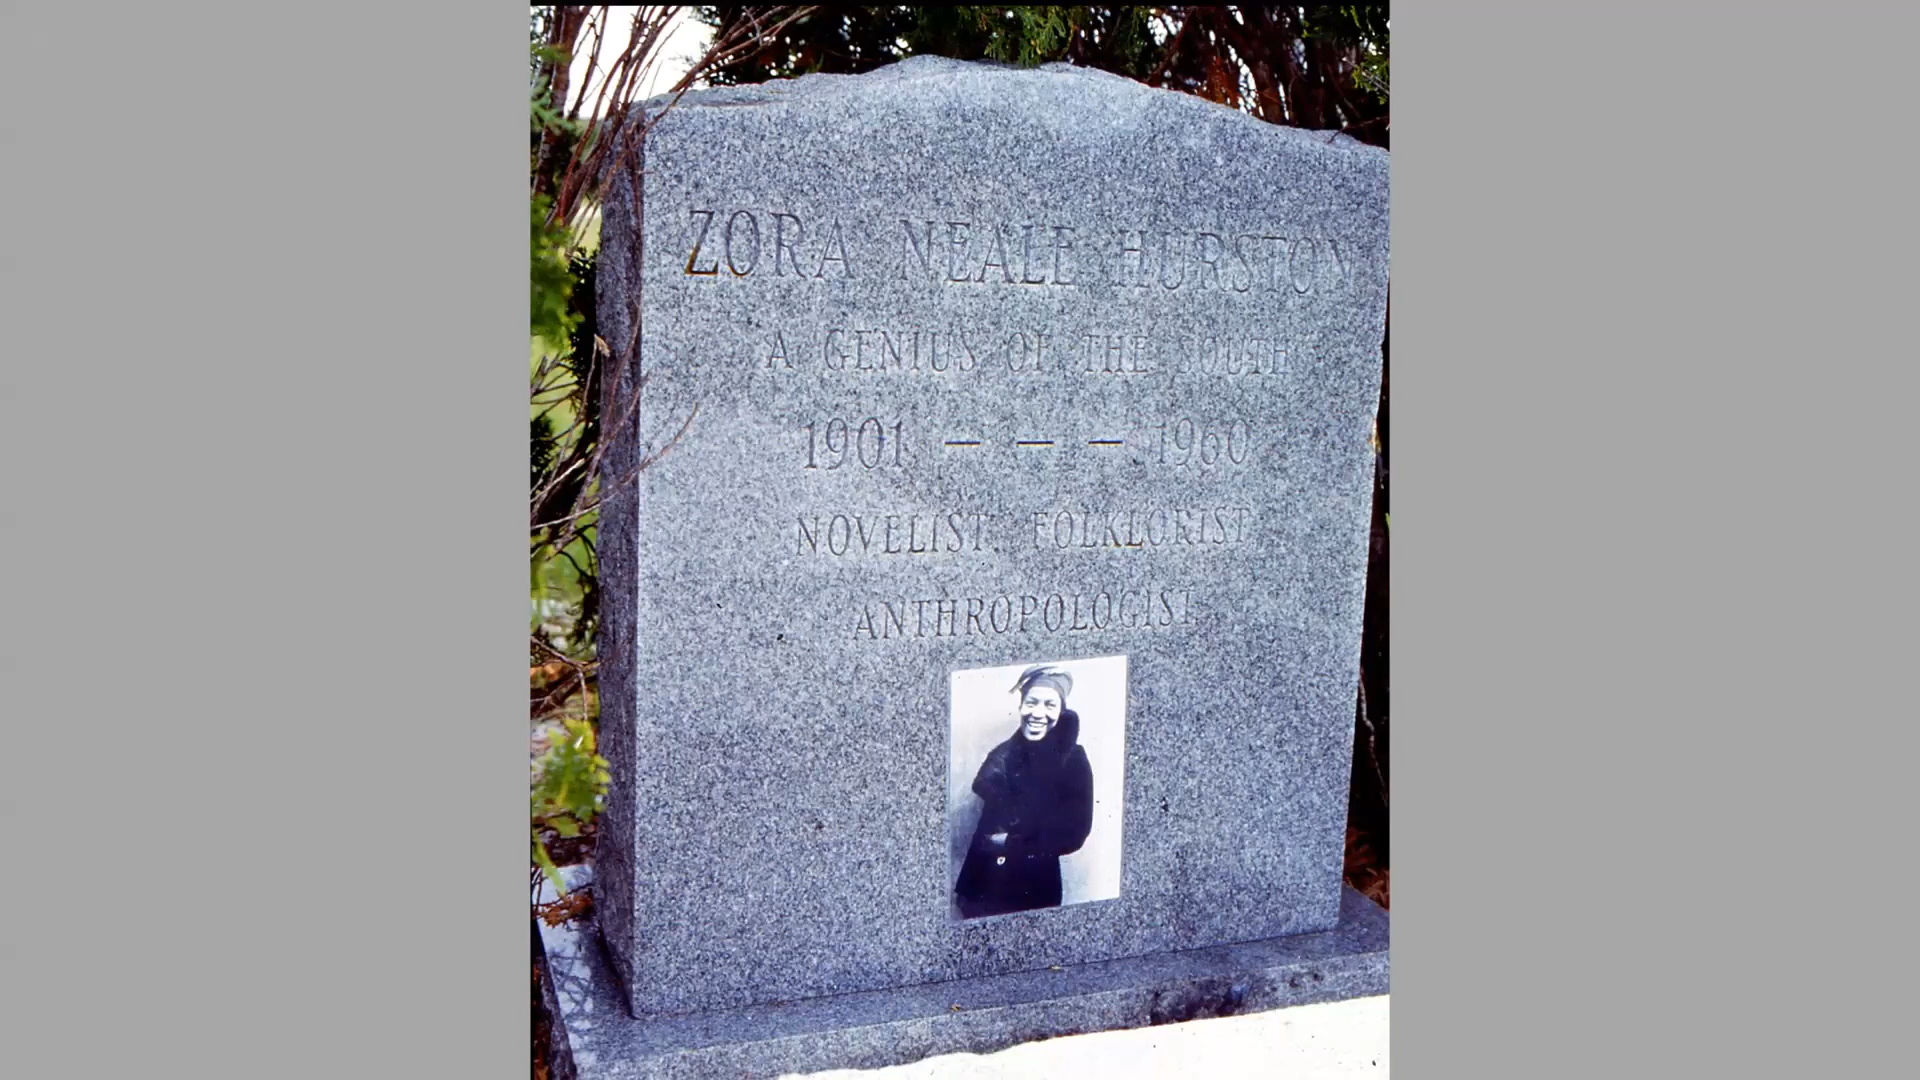 ZORA NEALE HURSTON
A GENIUS OF THE SOUTH
1901 — — — 1960
NOVELIST, FOLKLORIST
ANTHROPOLOGIST